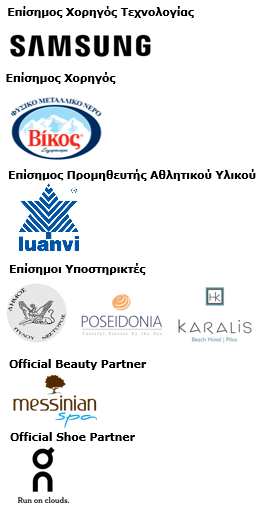 Επίσημος Χορηγός Τεχνολογίας
SAMSUNG
Επίσημος Χορηγός
ΦΥΣΙΚΟ ΜΕΤΑΛΛΙΚΟ ΝΕΡΟ
Βίκος
Επίσημος Προμηθευτής Αθλητικού Υλικού
luanvi
Επίσημοι Υποστηρικτές
ΔΗΜΟΣ
ΠΥΛΟΥ - ΝΕΣΤΟΡΟΣ
POSEIDONIA
Tasteful Stories by the Sea
HK
KARALIS
Beach Hotel | Pilos
Official Beauty Partner
messinian
spa
Official Shoe Partner
on
Run on clouds.